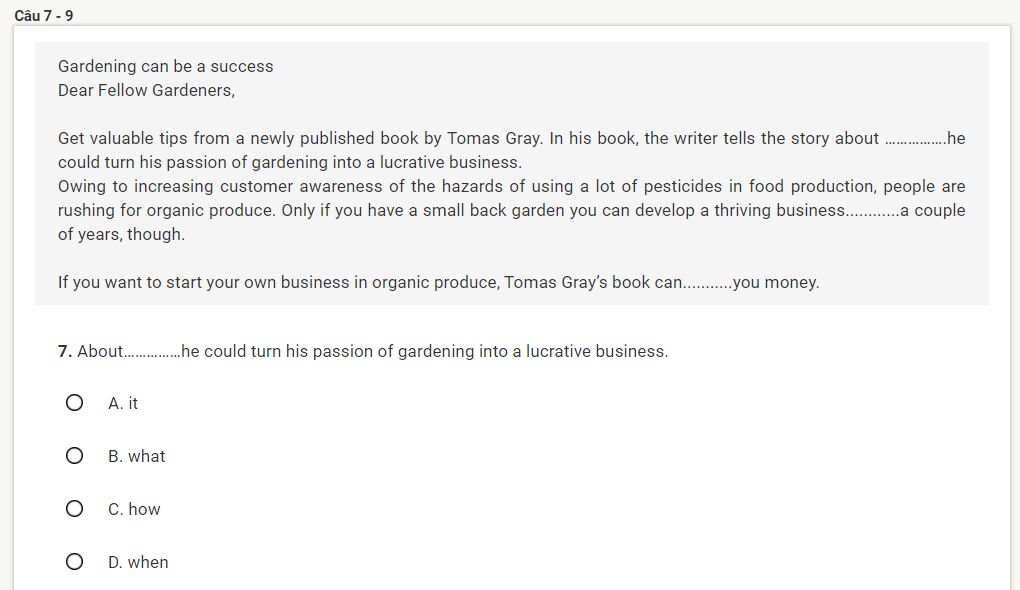 Câu 7 - 9
Gardening can be a success
Dear Fellow Gardeners,
Get valuable tips from a newly published book by Tomas Gray. In his book, the writer tells the story about ...............he
could turn his passion of gardening into a lucrative business.
Owing to increasing customer awareness of the hazards of using a lot of pesticides in food production, people are
rushing for organic produce. Only if you have a small back garden you can develop a thriving business............a couple
of years, though.
If you want to start your own business in organic produce, Tomas Gray's book can...........you money.
7. About..............he could turn his passion of gardening into a lucrative business.
A. it
B. what
C. how
D. when